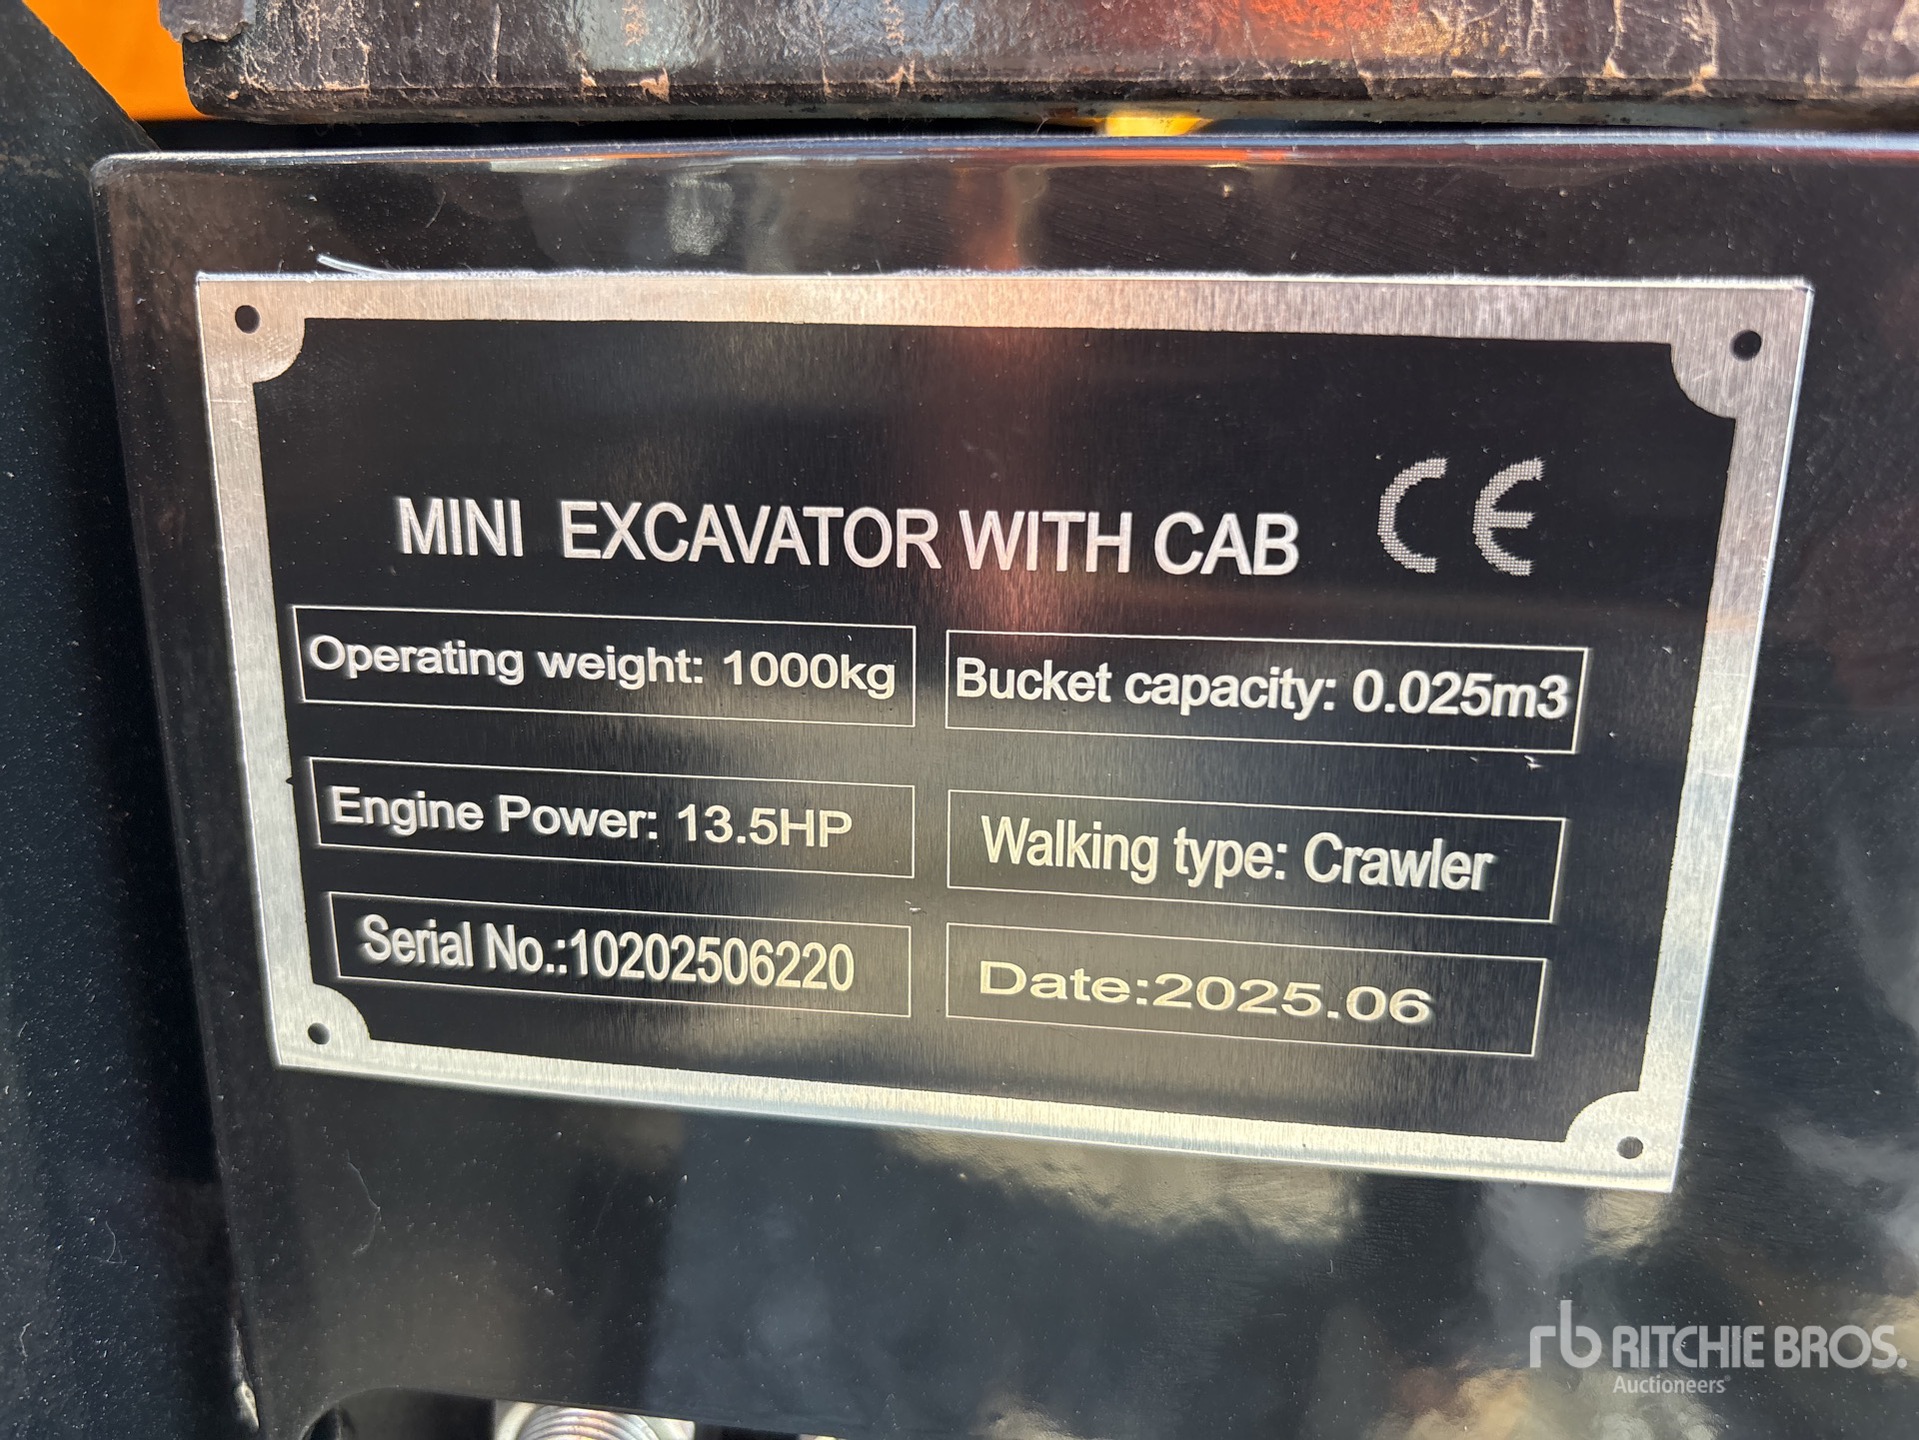 MINI EXCAVATOR WITH CAB CE
Operating weight: 1000kg
Bucket capacity: 0.025m3
Engine Power: 13.5HP
Walking type: Crawler
Serial No.:10202506220
Date:2025.06
rb RITCHIE BROS.
Auctioneers